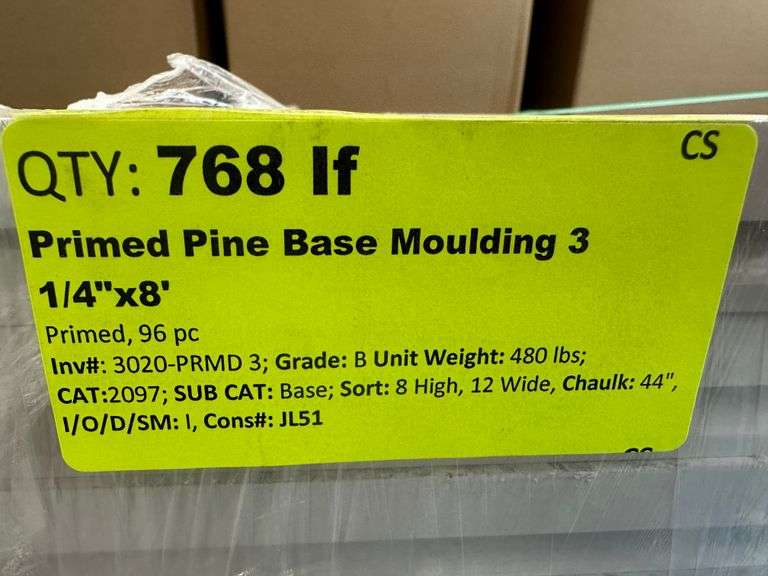 CS
QTY: 768 lf
Primed Pine Base Moulding 3
1/4"x8'
Primed, 96 pc
Inv#: 3020-PRMD 3; Grade: B Unit Weight: 480 lbs;
CAT:2097; SUB CAT: Base; Sort: 8 High, 12 Wide, Chaulk: 44",
I/O/D/SM: I, Cons#: JL51